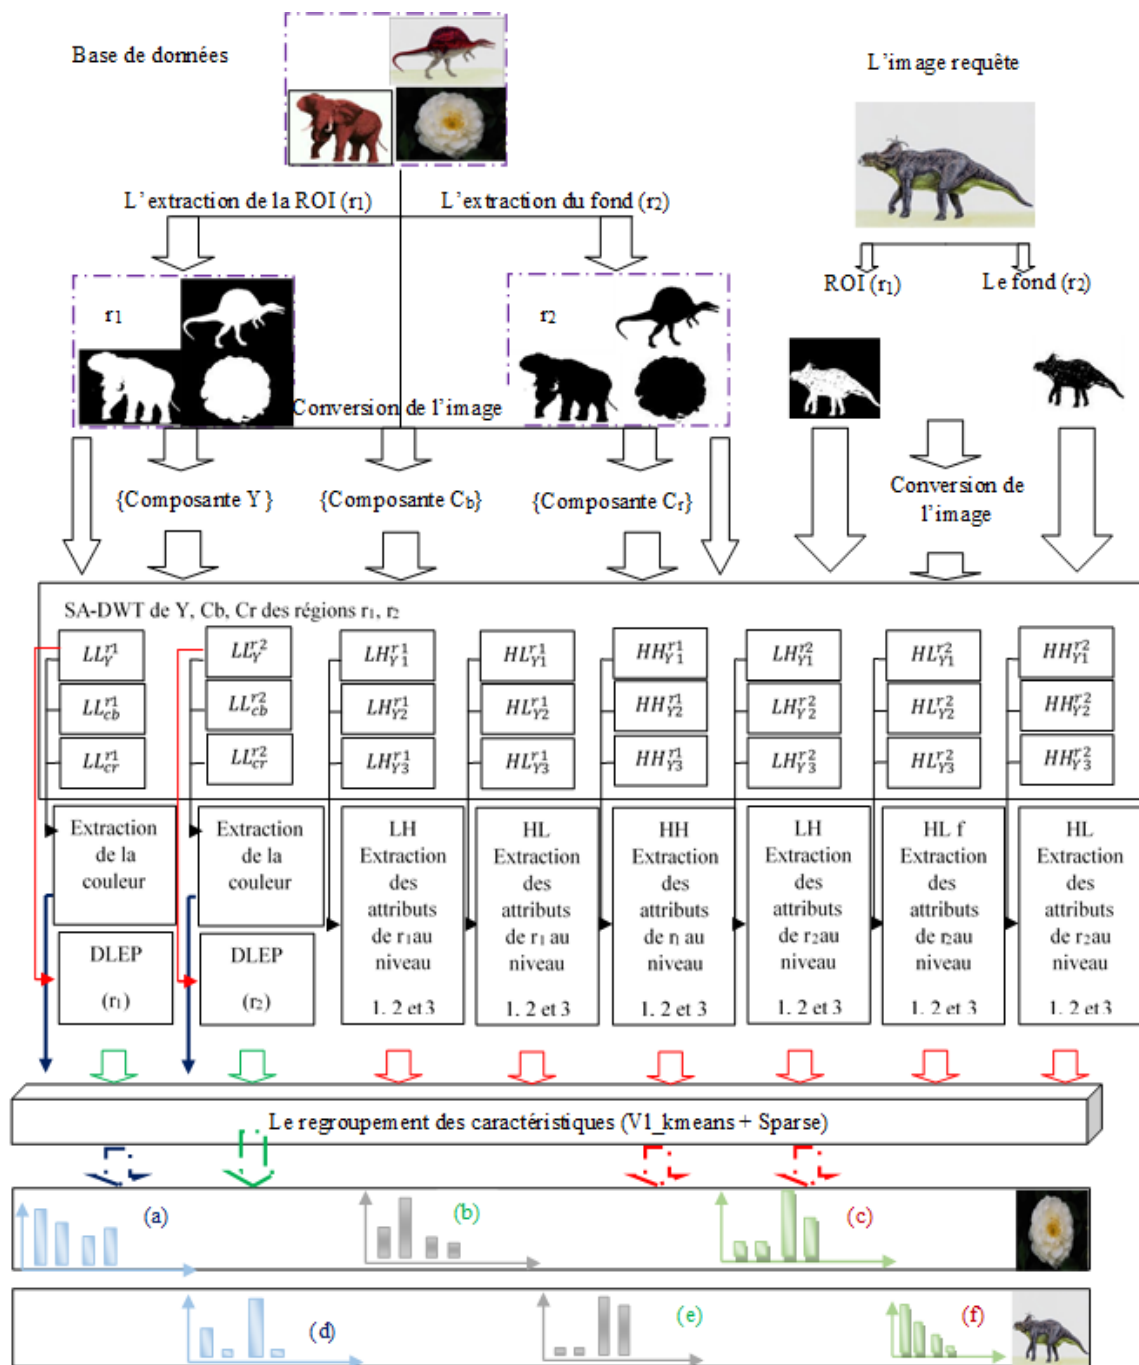 Base de données
L'image requête
L'extraction de la ROI (r1)
L'extraction du fond (r2)
ROI (r1)
Le fond (r2)
r1
r2
Conversion de l'image
{Composante Y}
{Composante Cb}
{Composante Cr}
Conversion de
l'image
SA-DWT de Y, Cb, Cr des régions r1, r2
LL_Y^r1
LL_Y^r2
LH_Y1^r1
HL_Y1^r1
HH_Y1^r1
LH_Y1^r2
HL_Y1^r2
HH_Y1^r2
LL_cb^r1
LL_cb^r2
LH_Y2^r1
HL_Y2^r1
HH_Y2^r1
LH_Y2^r2
HL_Y2^r2
HH_Y2^r2
LL_cr^r1
LL_cr^r2
LH_Y3^r1
HL_Y3^r1
HH_Y3^r1
LH_Y3^r2
HL_Y3^r2
HH_Y3^r2
Extraction
de la
couleur
DLEP
(r1)
Extraction
de la
couleur
DLEP
(r2)
LH
Extraction
des
attributs
de r1au
niveau
1, 2 et 3
HL
Extraction
des
attributs
de r1 au
niveau
1, 2 et 3
HH
Extraction
des
attributs
de r1 au
niveau
1, 2 et 3
LH
Extraction
des
attributs
de r2au
niveau
1, 2 et 3
HL f
Extraction
des
attributs
de r2au
niveau
1, 2 et 3
HL
Extraction
des
attributs
de r2au
niveau
1, 2 et 3
Le regroupement des caractéristiques (V1_kmeans + Sparse)
(a)
(b)
(c)
(d)
(e)
(f)